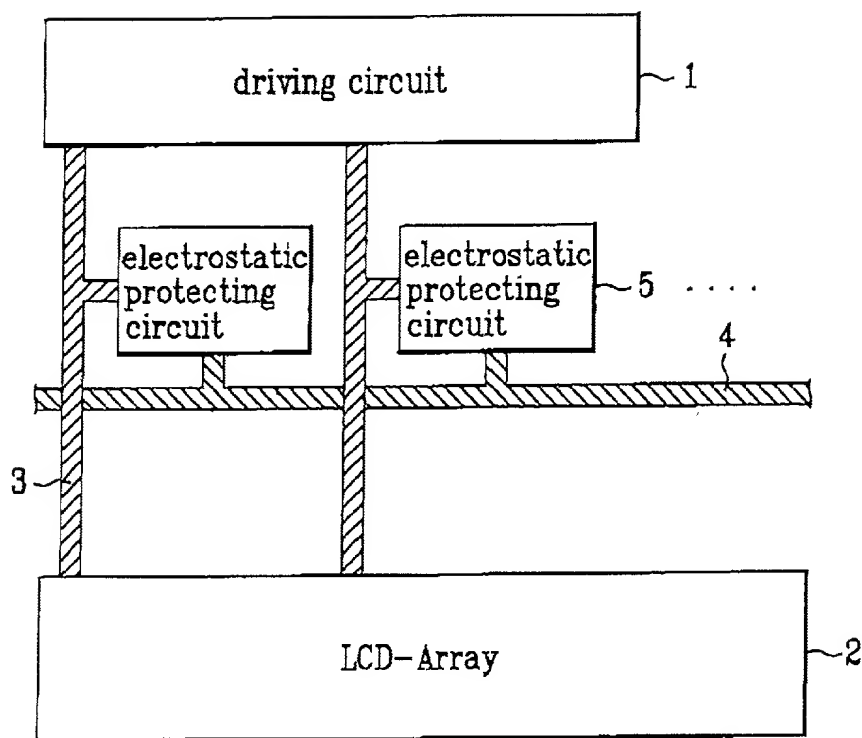 driving circuit
1
electrostatic
protecting
circuit
electrostatic
protecting
circuit
5
....
4
3
LCD-Array
2